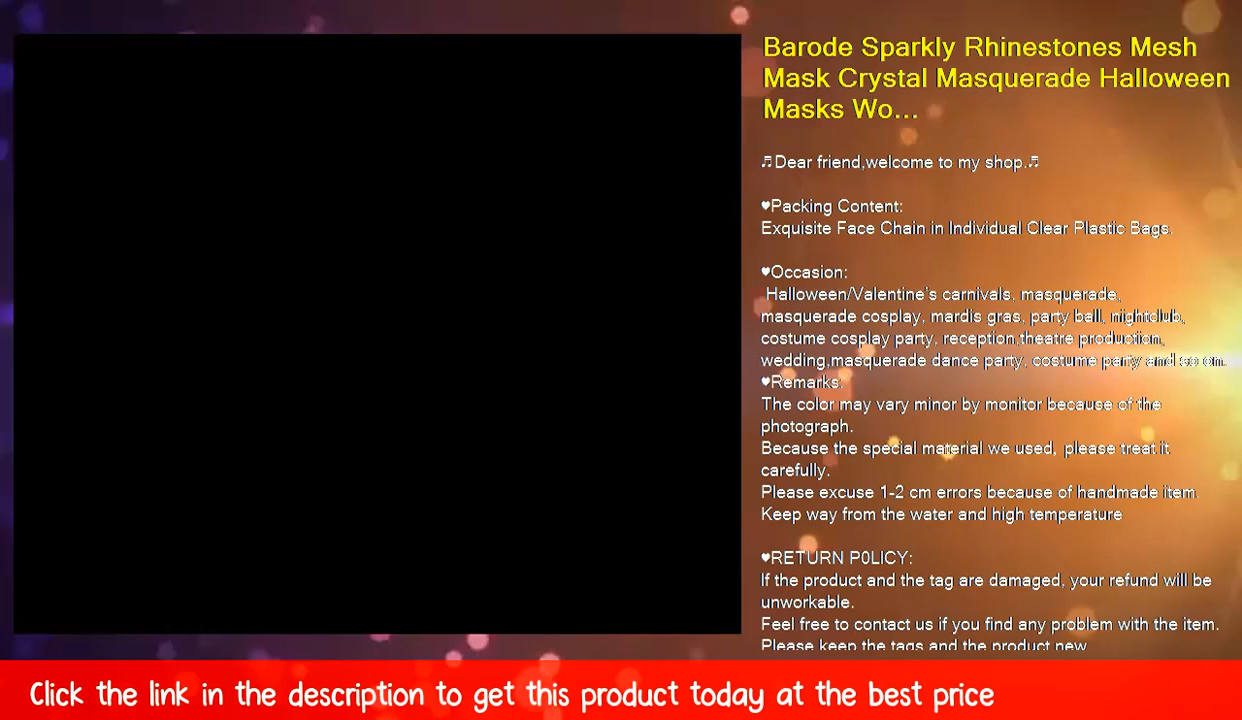 Barode Sparkly Rhinestones Mesh
Mask Crystal Masquerade Halloween
Masks Wo...
♬Dear friend,welcome to my shop.♬
♥Packing Content:
Exquisite Face Chain in Individual Clear Plastic Bags.
♥Occasion:
Halloween/Valentine's carnivals, masquerade,
masquerade cosplay, mardis gras, party ball, nightclub,
costume cosplay party, reception,theatre production,
wedding,masquerade dance party, costume party and so on.
♥Remarks:
The color may vary minor by monitor because of the
photograph.
Because the special material we used, please treat it
carefully.
Please excuse 1-2 cm errors because of handmade item.
Keep way from the water and high temperature
♥RETURN P0LICY:
If the product and the tag are damaged, your refund will be
unworkable.
Feel free to contact us if you find any problem with the item.
Please keep the tags and the product new
Click the link in the description to get this product today at the best price